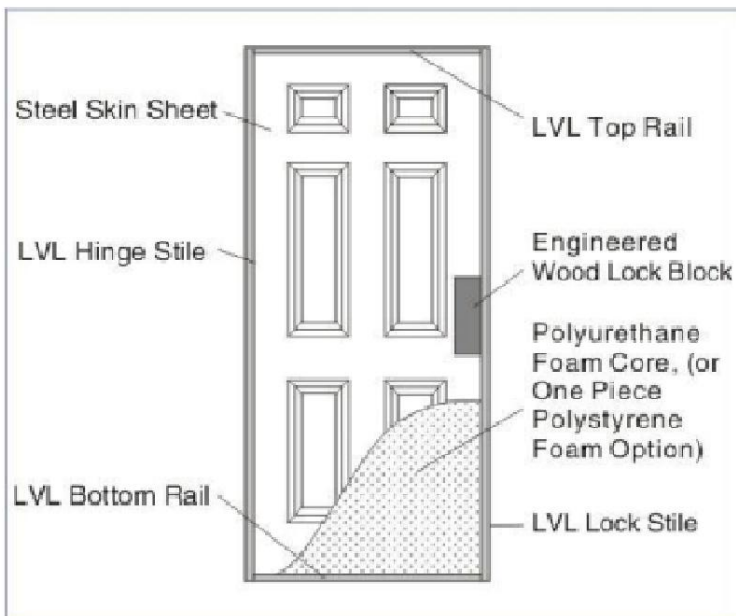 Steel Skin Sheet
LVL Top Rail
LVL Hinge Stile
Engineered
Wood Lock Block
Polyurethane
Foam Core, (or
One Piece
Polystyrene
Foam Option)
LVL Bottom Rail
LVL Lock Stile